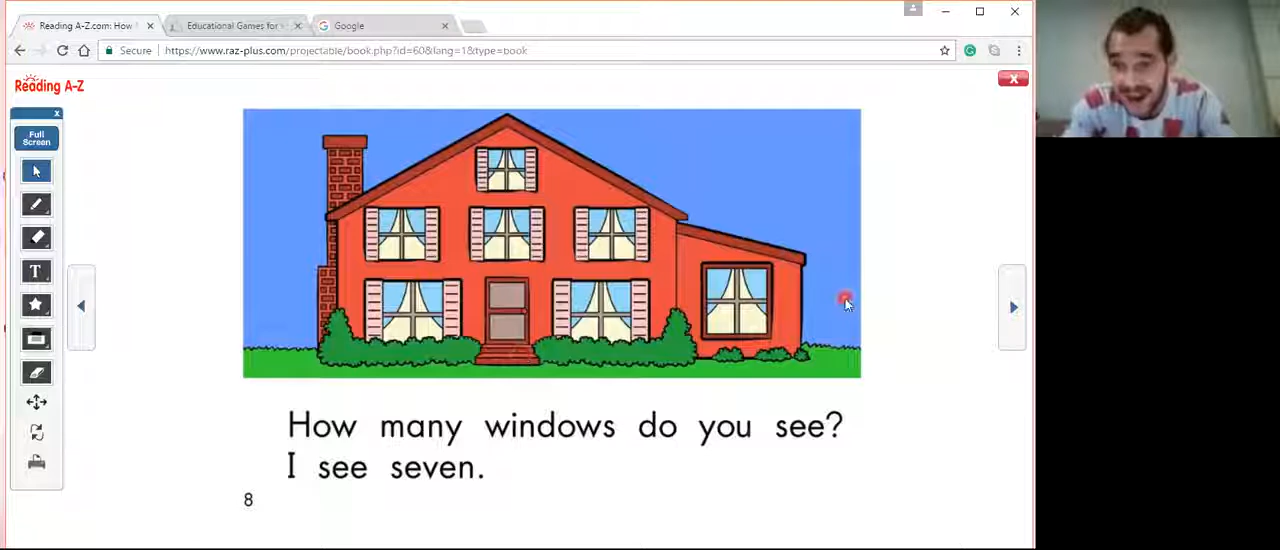 Reading A-Z.com: How
Educational Games for
Google
Secure
https://www.raz-plus.com/projectable/book.php?id=60&lang=1&type=book
Reading A-Z
x
X
Full
Screen
T
How many windows do you see?
I see seven.
8